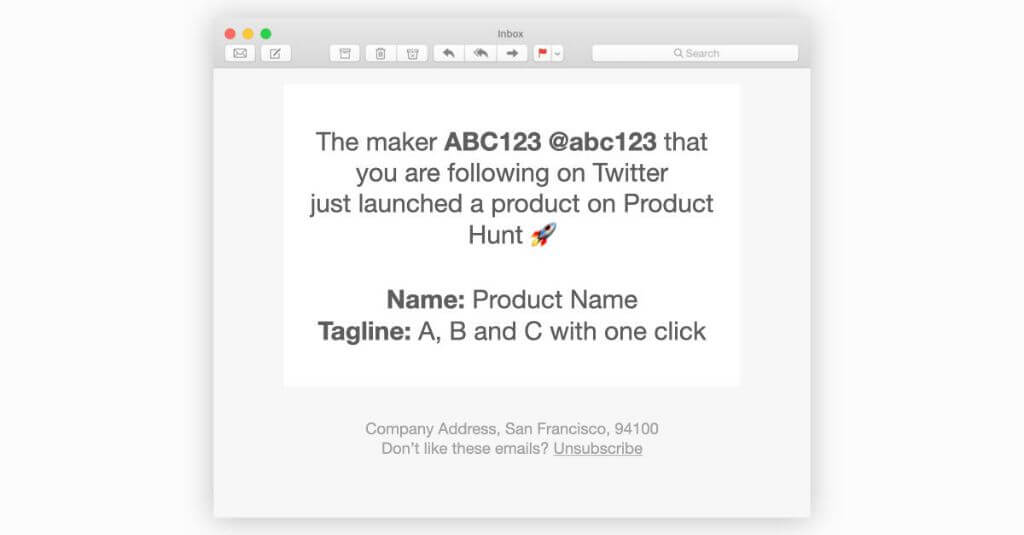 Inbox
Search
The maker ABC123 @abc123 that
you are following on Twitter
just launched a product on Product
Hunt 🚀
Name: Product Name
Tagline: A, B and C with one click
Company Address, San Francisco, 94100
Don’t like these emails? Unsubscribe